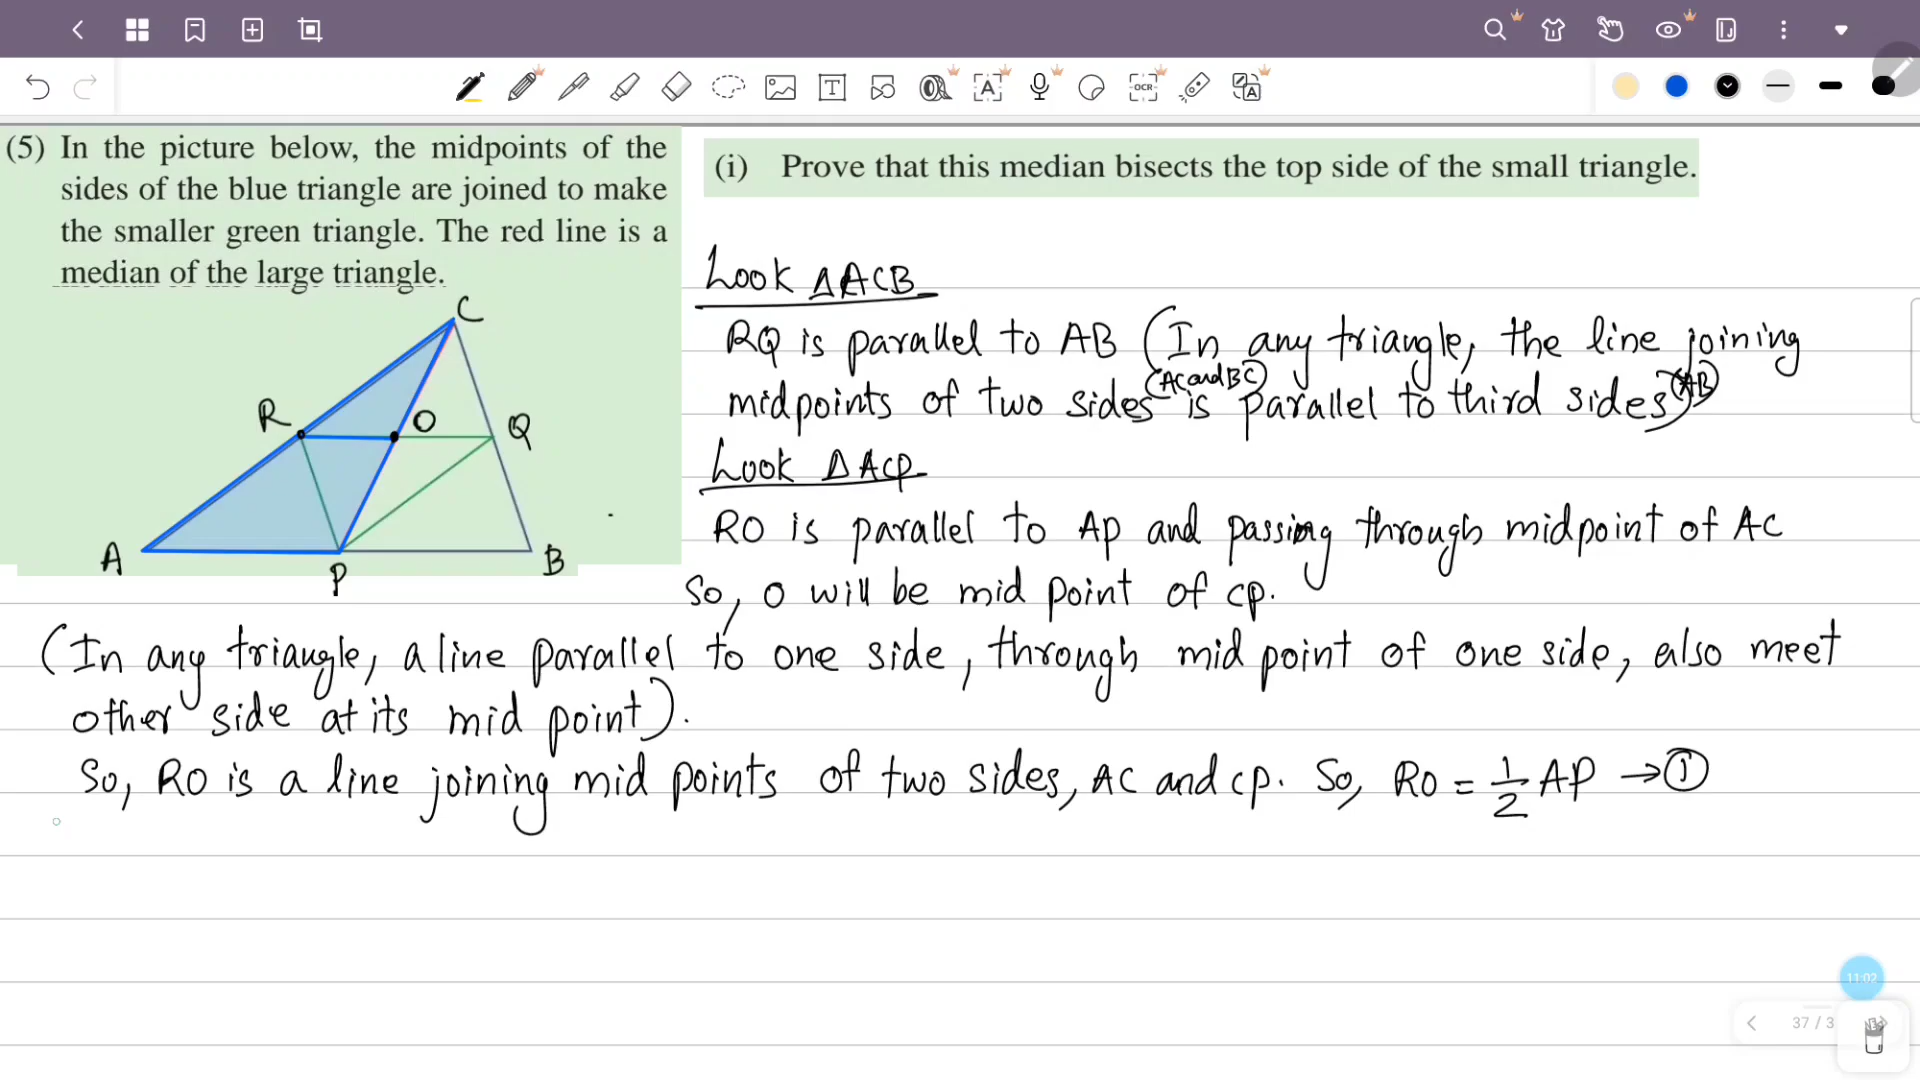 (5) In the picture below, the midpoints of the
sides of the blue triangle are joined to make
the smaller green triangle. The red line is a
median of the large triangle.
C
R
O
Q
A
P
B
(i) Prove that this median bisects the top side of the small triangle.
Look ΔACB
RQ is parallel to AB (In any triangle, the line joining
midpoints of two sides (AC and BC) is parallel to third sides) (AB)
Look Δ ACP
RO is parallel to AP and passing through midpoint of AC
So, O will be mid point of CP.
(In any triangle, a line parallel to one side, through mid point of one side, also meet
other side at its mid point).
So, RO is a line joining mid points of two sides, AC and CP. So, RO = 1/2 AP → ①
11:02
37 / 3
T
A
OCR
A